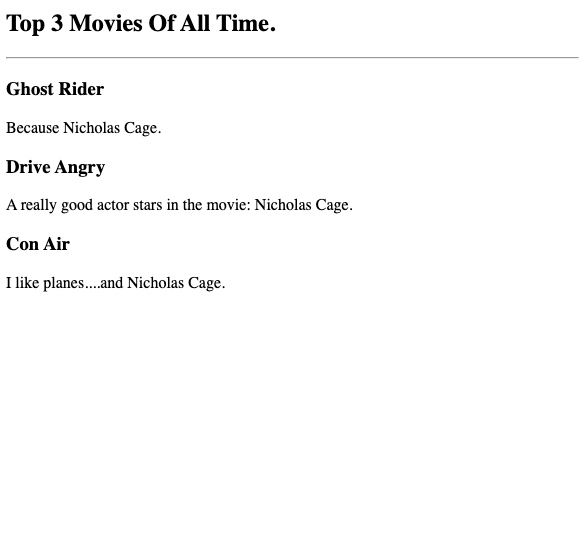 Top 3 Movies Of All Time.
Ghost Rider
Because Nicholas Cage.
Drive Angry
A really good actor stars in the movie: Nicholas Cage.
Con Air
I like planes....and Nicholas Cage.